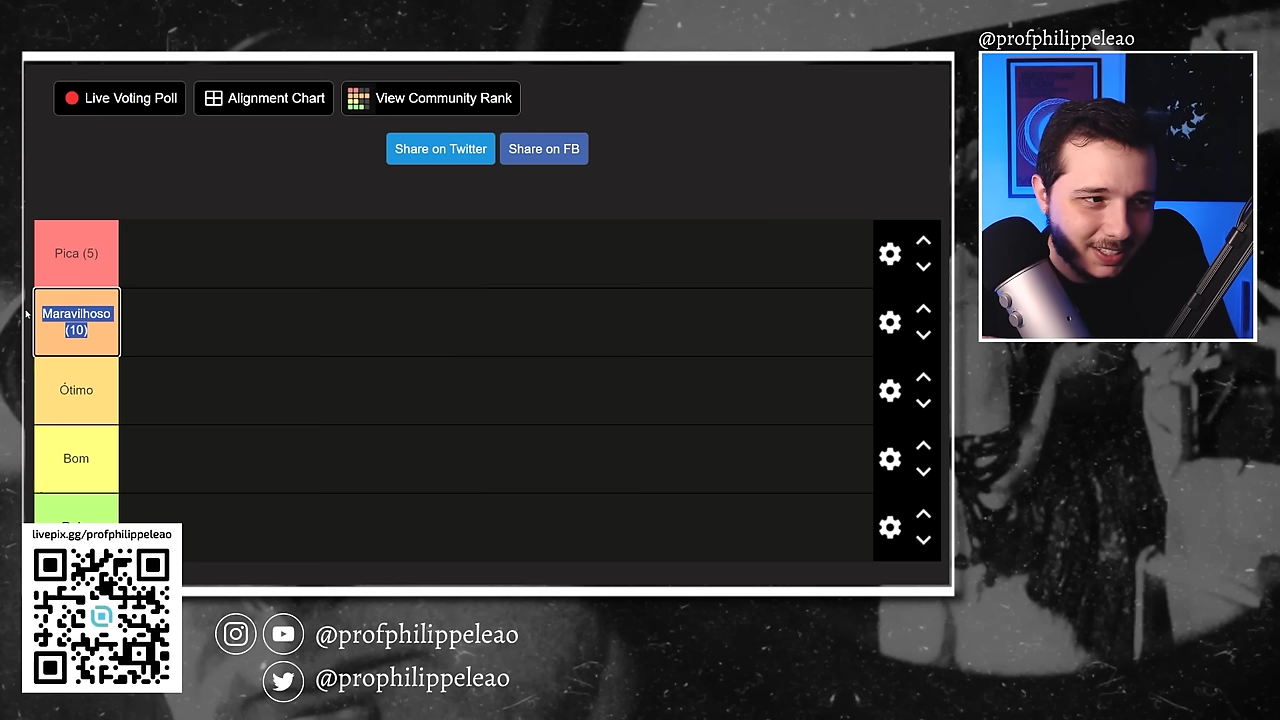 @profphilippeleao
Live Voting Poll
Alignment Chart
View Community Rank
Share on Twitter
Share on FB
Pica (5)
Maravilhoso
(10)
Ótimo
Bom
livepix.gg/profphilippeleao
@profphilippeleao
@prophilippeleao